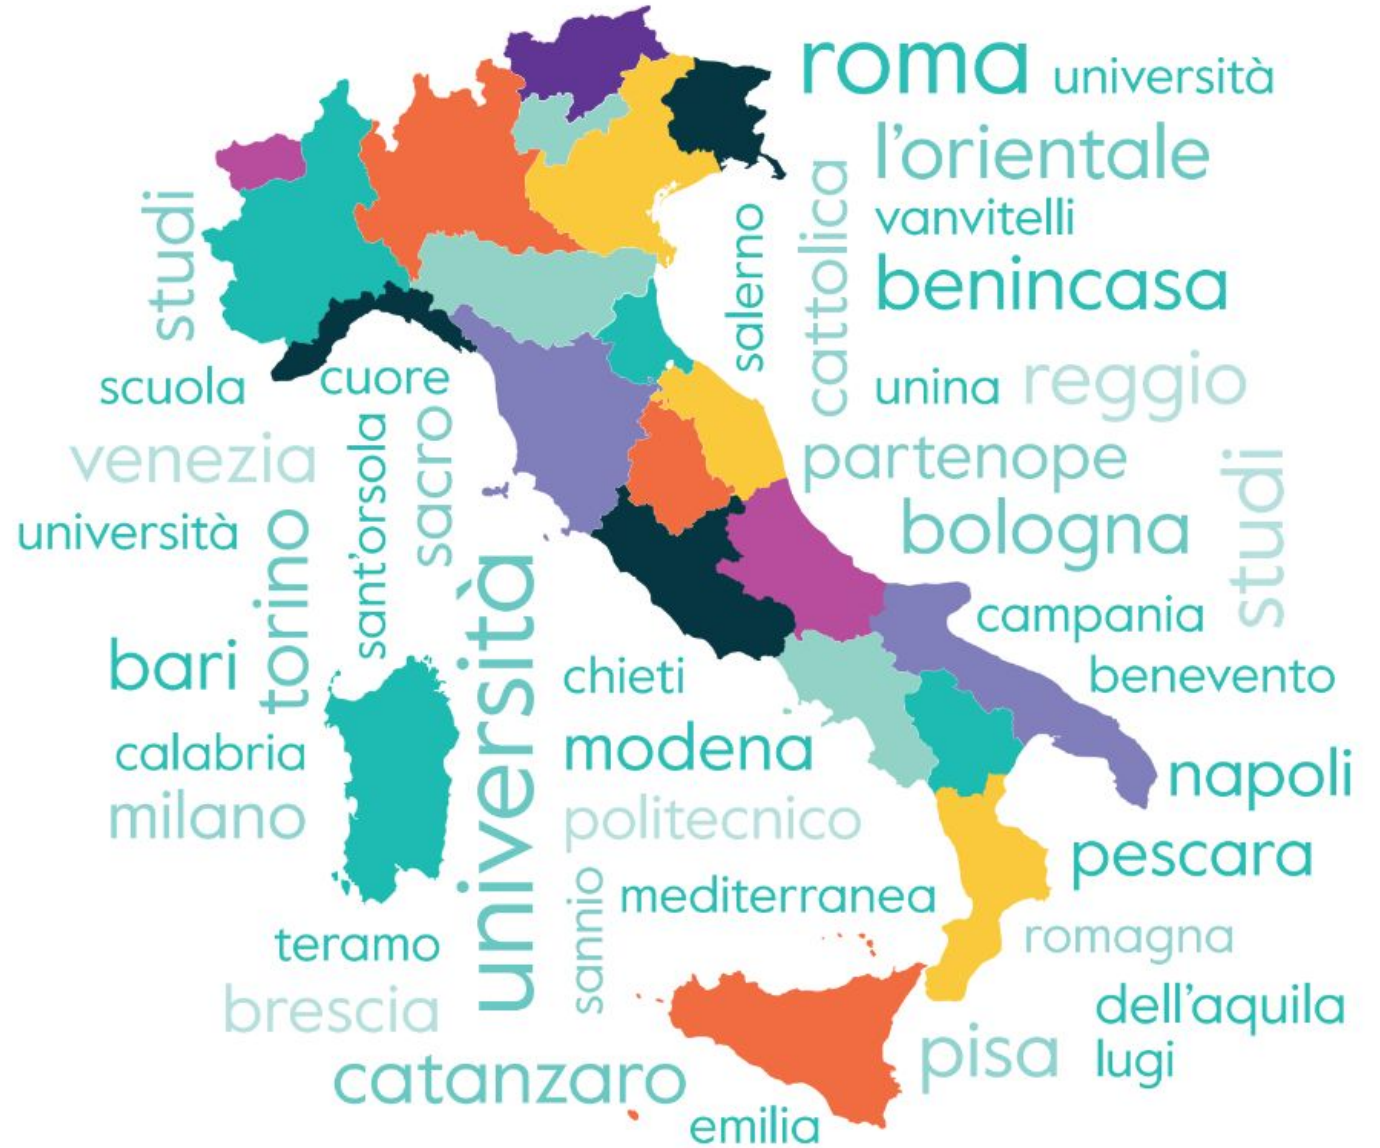 roma
università
l'orientale
vanvitelli
benincasa
cattolica
salerno
studi
scuola
cuore
unina
reggio
venezia
sant'orsola
sacro
partenope
studi
università
torino
bologna
università
campania
bari
chieti
benevento
calabria
modena
napoli
milano
politecnico
pescara
sannio
mediterranea
teramo
romagna
brescia
dell'aquila
pisa
lugi
catanzaro
emilia